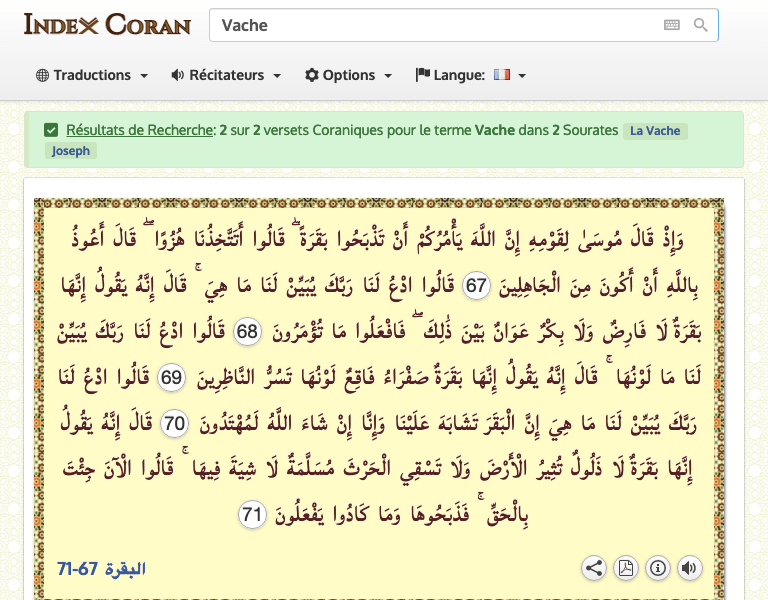 INDEX CORAN
Vache
Traductions Récitateurs Options Langue:
Résultats de Recherche: 2 sur 2 versets Coraniques pour le terme Vache dans 2 Sourates La Vache
Joseph
وَإِذْ قَالَ مُوسَىٰ لِقَوْمِهِ إِنَّ اللَّهَ يَأْمُرُكُمْ أَنْ تَذْبَحُوا بَقَرَةً ۖ قَالُوا أَتَتَّخِذُنَا هُزُوًا ۖ قَالَ أَعُوذُ
بِاللَّهِ أَنْ أَكُونَ مِنَ الْجَاهِلِينَ 67 قَالُوا ادْعُ لَنَا رَبَّكَ يُبَيِّنْ لَنَا مَا هِيَ ۚ قَالَ إِنَّهُ يَقُولُ إِنَّهَا
بَقَرَةٌ لَا فَارِضٌ وَلَا بِكْرٌ عَوَانٌ بَيْنَ ذَٰلِكَ ۖ فَافْعَلُوا مَا تُؤْمَرُونَ 68 قَالُوا ادْعُ لَنَا رَبَّكَ يُبَيِّنْ
لَنَا مَا لَوْنُهَا ۚ قَالَ إِنَّهُ يَقُولُ إِنَّهَا بَقَرَةٌ صَفْرَاءُ فَاقِعٌ لَوْنُهَا تَسُرُّ النَّاظِرِينَ 69 قَالُوا ادْعُ لَنَا
رَبَّكَ يُبَيِّنْ لَنَا مَا هِيَ إِنَّ الْبَقَرَ تَشَابَهَ عَلَيْنَا وَإِنَّا إِنْ شَاءَ اللَّهُ لَمُهْتَدُونَ 70 قَالَ إِنَّهُ يَقُولُ
إِنَّهَا بَقَرَةٌ لَا ذَلُولٌ تُثِيرُ الْأَرْضَ وَلَا تَسْقِي الْحَرْثَ مُسَلَّمَةٌ لَا شِيَةَ فِيهَا ۚ قَالُوا الْآنَ جِئْتَ
بِالْحَقِّ ۚ فَذَبَحُوهَا وَمَا كَادُوا يَفْعَلُونَ 71
البقرة 67-71